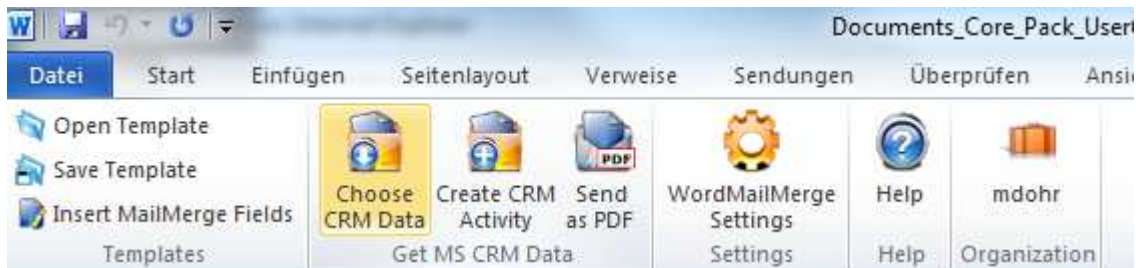 Documents_Core_Pack_User
Datei Start Einfügen Seitenlayout Verweise Sendungen Überprüfen Ansi
Open Template
Save Template
Insert MailMerge Fields
Templates
Choose
CRM Data
Create CRM
Activity
Send
as PDF
PDF
Get MS CRM Data
WordMailMerge
Settings
Settings
Help
Help
mdohr
Organization